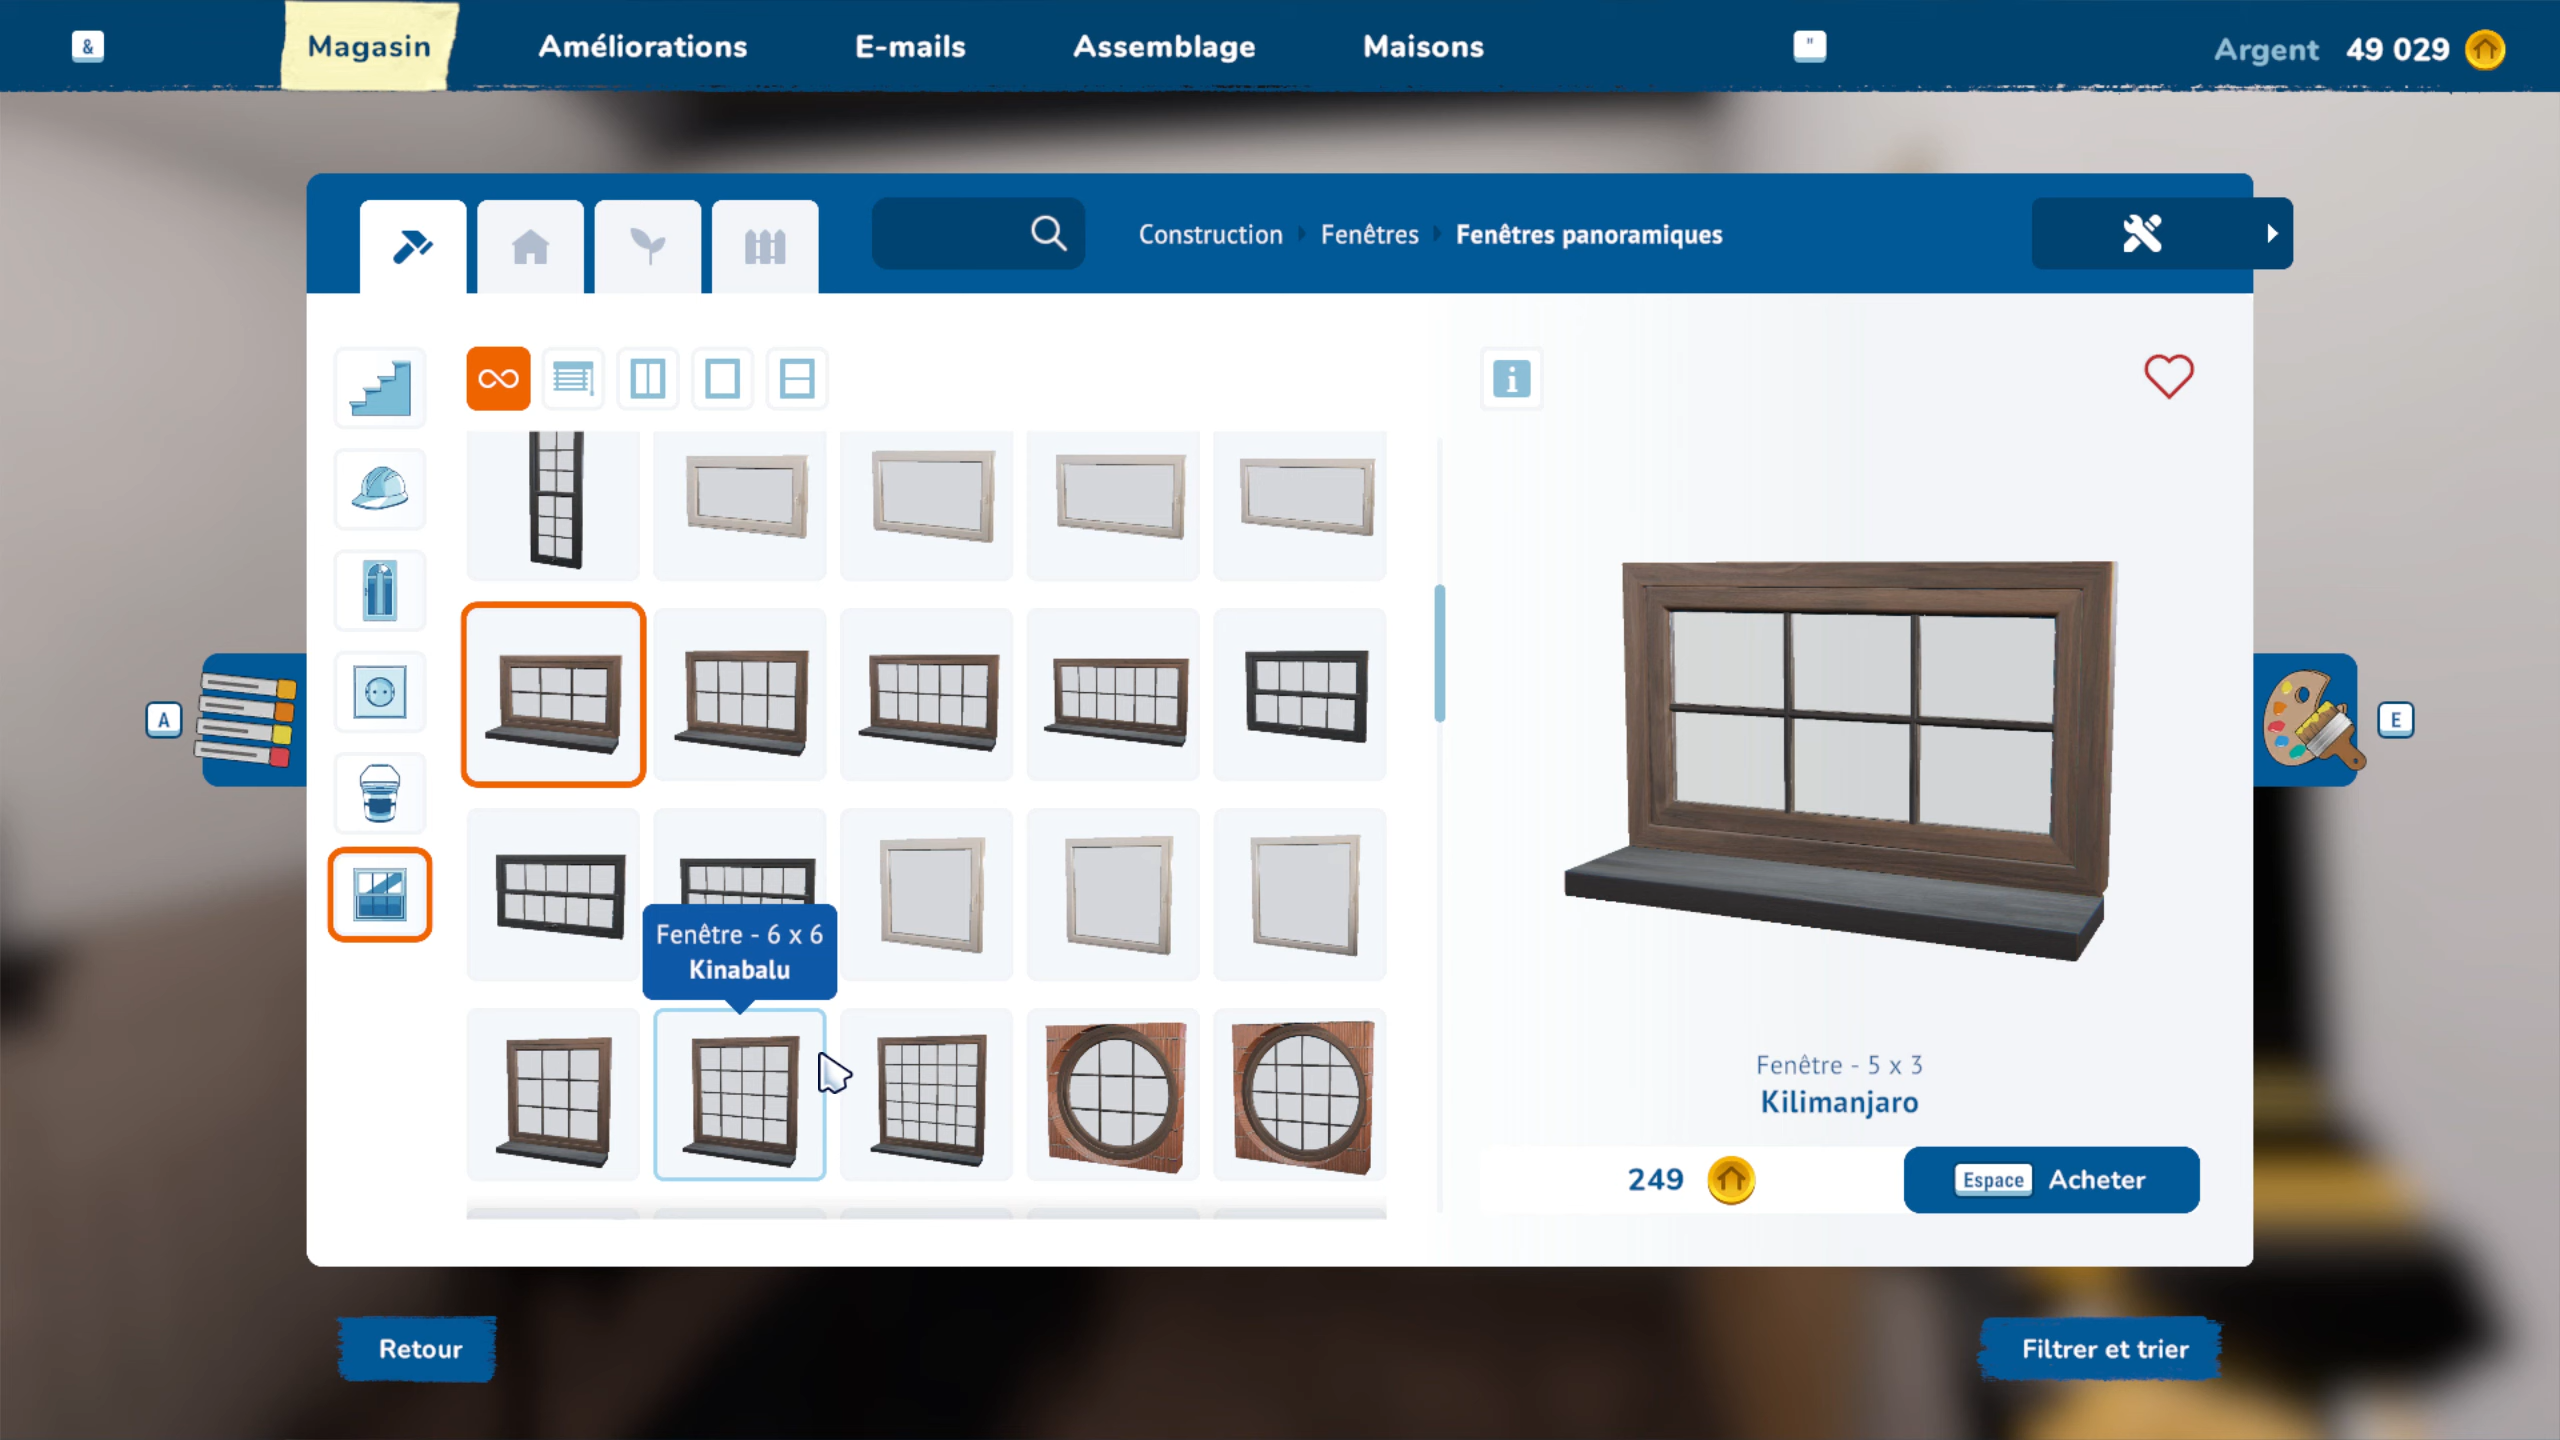 &
Magasin
Améliorations
E-mails
Assemblage
Maisons
"
Argent 49 029
Construction
Fenêtres
Fenêtres panoramiques
A
E
Fenêtre - 6 x 6
Kinabalu
Fenêtre - 5 x 3
Kilimanjaro
249
Espace Acheter
Retour
Filtrer et trier